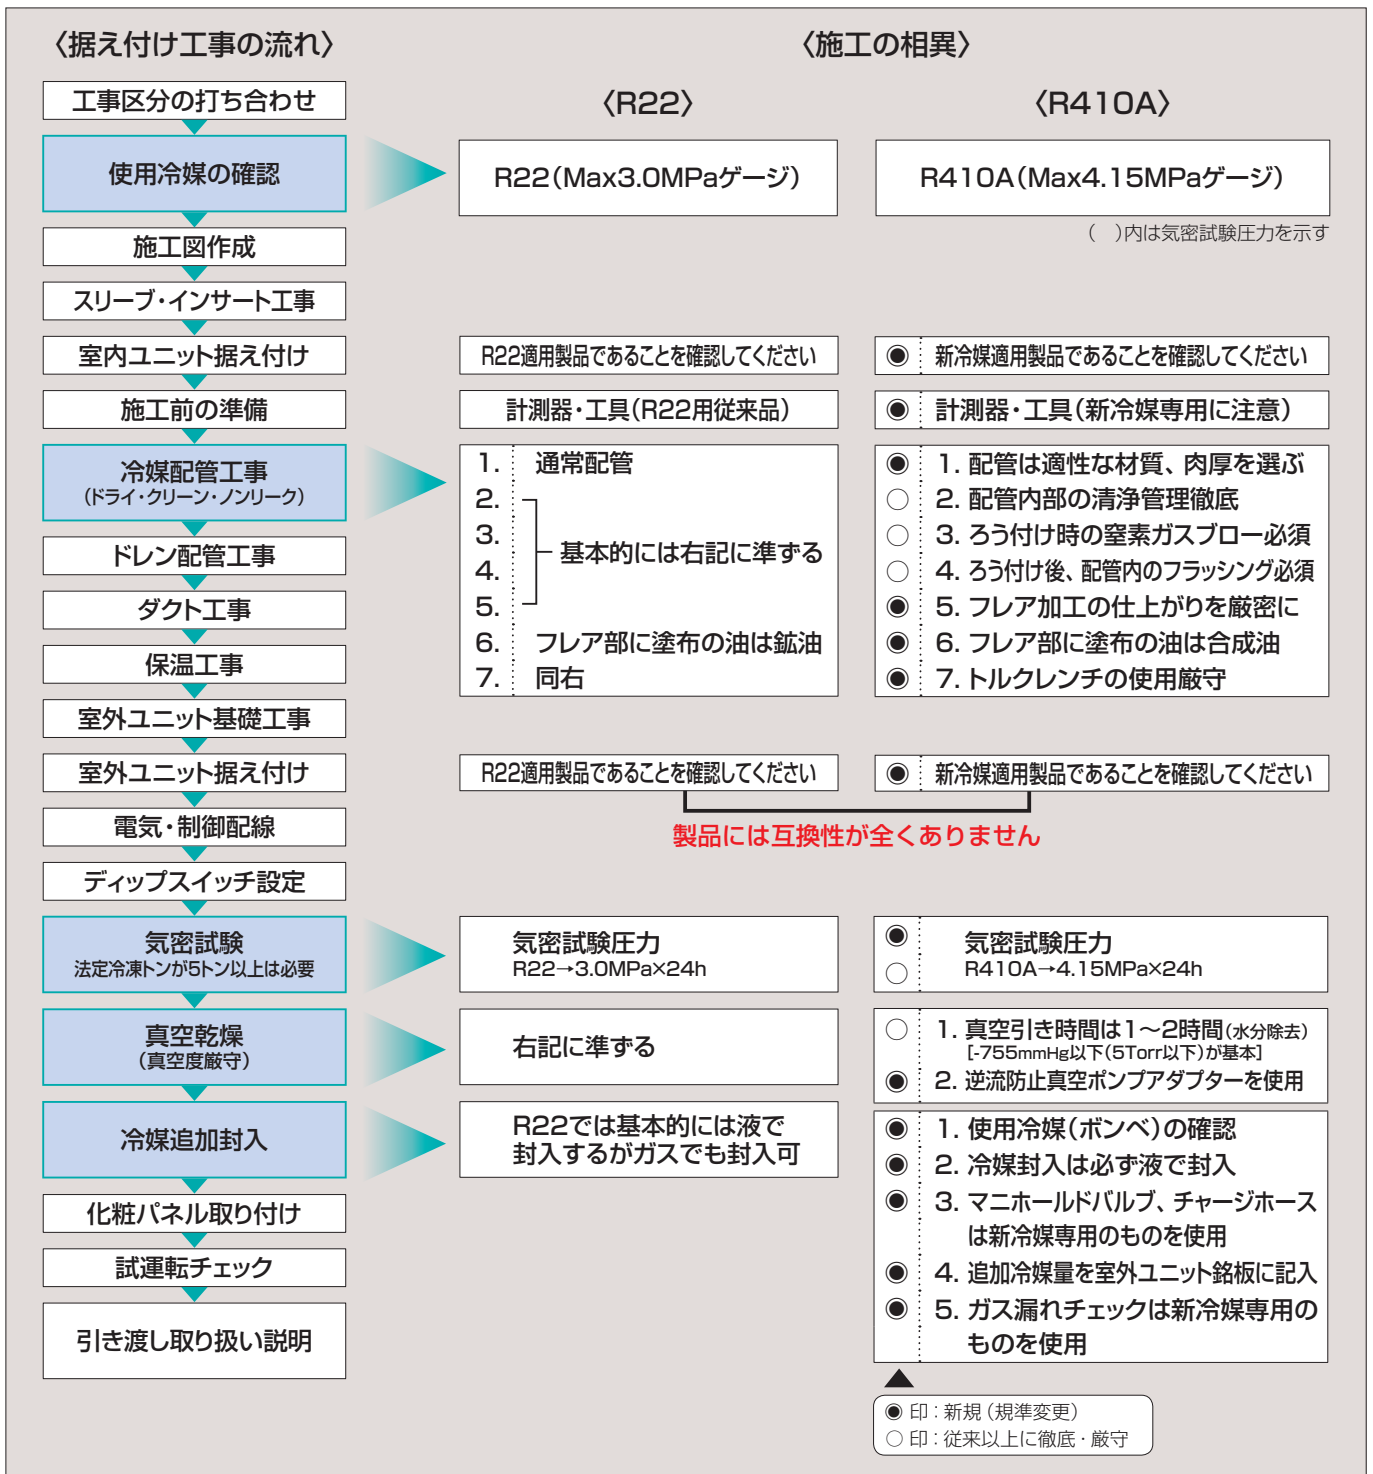 〈据え付け工事の流れ〉
〈施工の相異〉
工事区分の打ち合わせ
〈R22〉
〈R410A〉
使用冷媒の確認
R22(Max3.0MPaゲージ)
R410A(Max4.15MPaゲージ)
(　)内は気密試験圧力を示す
施工図作成
スリーブ・インサート工事
室内ユニット据え付け
R22適用製品であることを確認してください
◉ 新冷媒適用製品であることを確認してください
施工前の準備
計測器・工具(R22用従来品)
◉ 計測器・工具(新冷媒専用に注意)
冷媒配管工事
(ドライ・クリーン・ノンリーク)
1. 通常配管
2.
3.
4.
5.
基本的には右記に準ずる
6. フレア部に塗布の油は鉱油
7. 同右
◉ 1. 配管は適性な材質、肉厚を選ぶ
○ 2. 配管内部の清浄管理徹底
○ 3. ろう付け時の窒素ガスブロー必須
○ 4. ろう付け後、配管内のフラッシング必須
◉ 5. フレア加工の仕上がりを厳密に
◉ 6. フレア部に塗布の油は合成油
◉ 7. トルクレンチの使用厳守
ドレン配管工事
ダクト工事
保温工事
室外ユニット基礎工事
室外ユニット据え付け
R22適用製品であることを確認してください
◉ 新冷媒適用製品であることを確認してください
製品には互換性が全くありません
電気・制御配線
ディップスイッチ設定
気密試験
法定冷凍トンが5トン以上は必要
気密試験圧力
R22→3.0MPa×24h
◉ 気密試験圧力
○ R410A→4.15MPa×24h
真空乾燥
(真空度厳守)
右記に準ずる
○ 1. 真空引き時間は1〜2時間(水分除去)
[-755mmHg以下(5Torr以下)が基本]
◉ 2. 逆流防止真空ポンプアダプターを使用
冷媒追加封入
R22では基本的には液で
封入するがガスでも封入可
◉ 1. 使用冷媒(ボンベ)の確認
◉ 2. 冷媒封入は必ず液で封入
◉ 3. マニホールドバルブ、チャージホース
は新冷媒専用のものを使用
◉ 4. 追加冷媒量を室外ユニット銘板に記入
◉ 5. ガス漏れチェックは新冷媒専用の
ものを使用
化粧パネル取り付け
試運転チェック
引き渡し取り扱い説明
◉ 印：新規(規準変更)
○ 印：従来以上に徹底・厳守